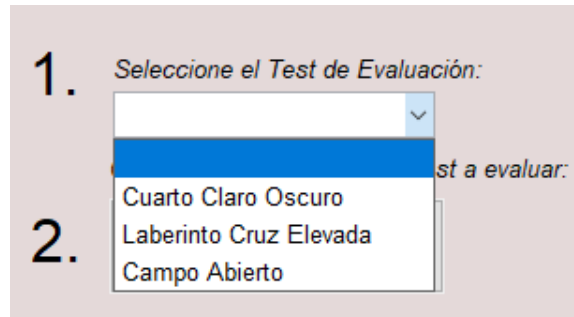 1.
Seleccione el Test de Evaluación:
st a evaluar:
Cuarto Claro Oscuro
Laberinto Cruz Elevada
2.
Campo Abierto